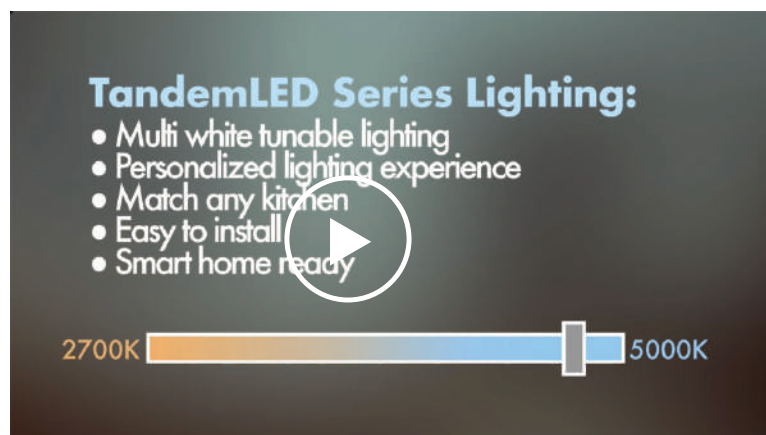 TandemLED Series Lighting:
● Multi white tunable lighting
● Personalized lighting experience
● Match any kitchen
● Easy to install
● Smart home ready
2700K 5000K